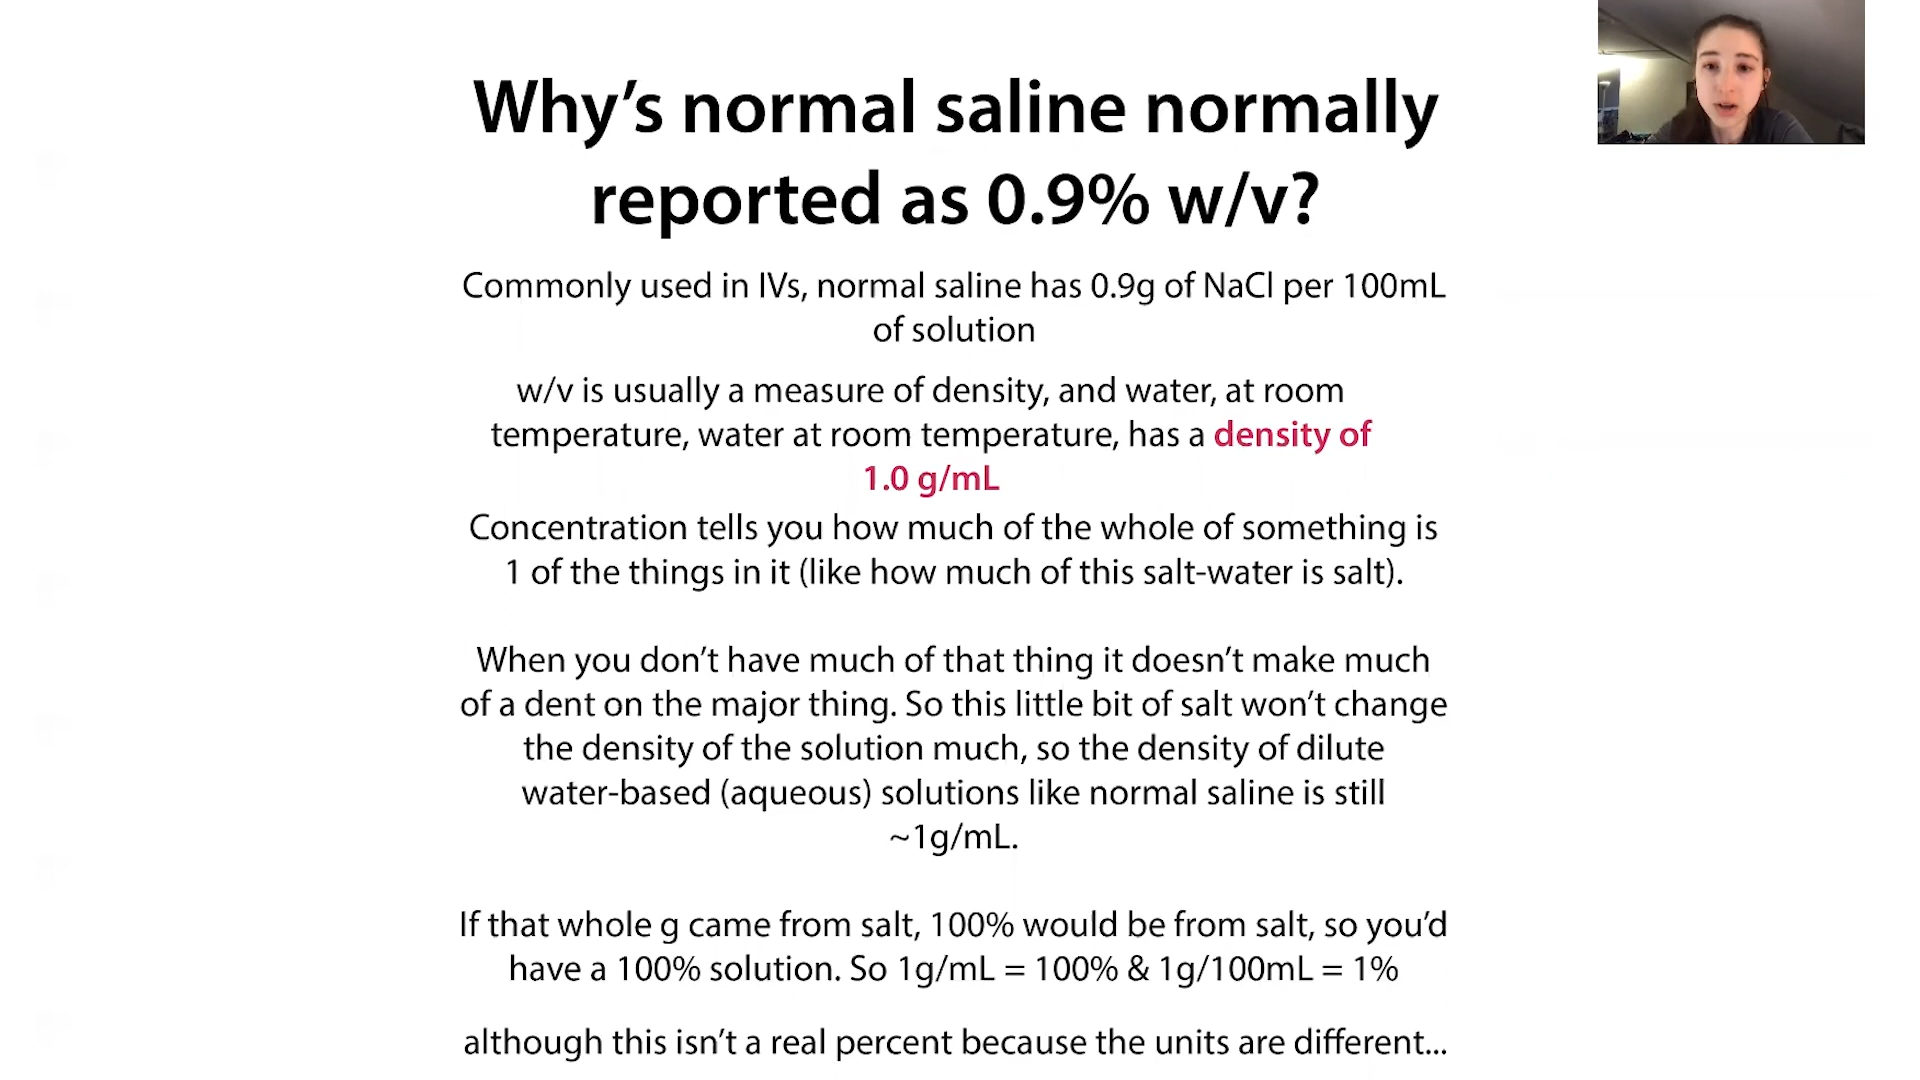 Why’s normal saline normally
reported as 0.9% w/v?
Commonly used in IVs, normal saline has 0.9g of NaCl per 100mL
of solution
w/v is usually a measure of density, and water, at room
temperature, water at room temperature, has a density of
1.0 g/mL
Concentration tells you how much of the whole of something is
1 of the things in it (like how much of this salt-water is salt).
When you don’t have much of that thing it doesn’t make much
of a dent on the major thing. So this little bit of salt won’t change
the density of the solution much, so the density of dilute
water-based (aqueous) solutions like normal saline is still
~1g/mL.
If that whole g came from salt, 100% would be from salt, so you’d
have a 100% solution. So 1g/mL = 100% & 1g/100mL = 1%
although this isn’t a real percent because the units are different...